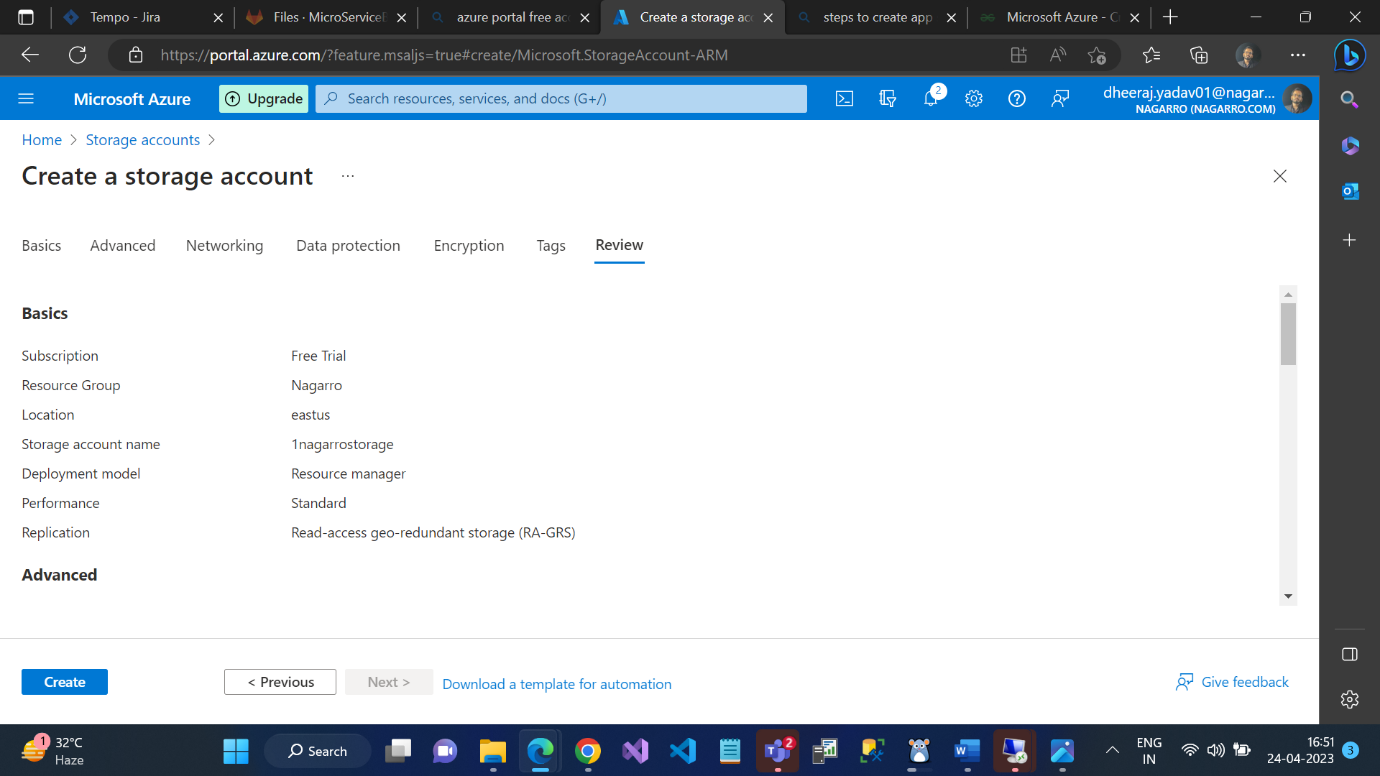 Tempo - Jira
Files · MicroServiceE
azure portal free ac
Create a storage acc
steps to create app
Microsoft Azure - C
https://portal.azure.com/?feature.msaljs=true#create/Microsoft.StorageAccount-ARM
Microsoft Azure
Upgrade
Search resources, services, and docs (G+/)
2
dheeraj.yadav01@nagar...
NAGARRO (NAGARRO.COM)
Home > Storage accounts >
Create a storage account ...
Basics Advanced Networking Data protection Encryption Tags Review
Basics
Subscription Free Trial
Resource Group Nagarro
Location eastus
Storage account name 1nagarrostorage
Deployment model Resource manager
Performance Standard
Replication Read-access geo-redundant storage (RA-GRS)
Advanced
Create < Previous Next > Download a template for automation Give feedback
1
32°C
Haze
Search
2
ENG
IN
16:51
24-04-2023
3